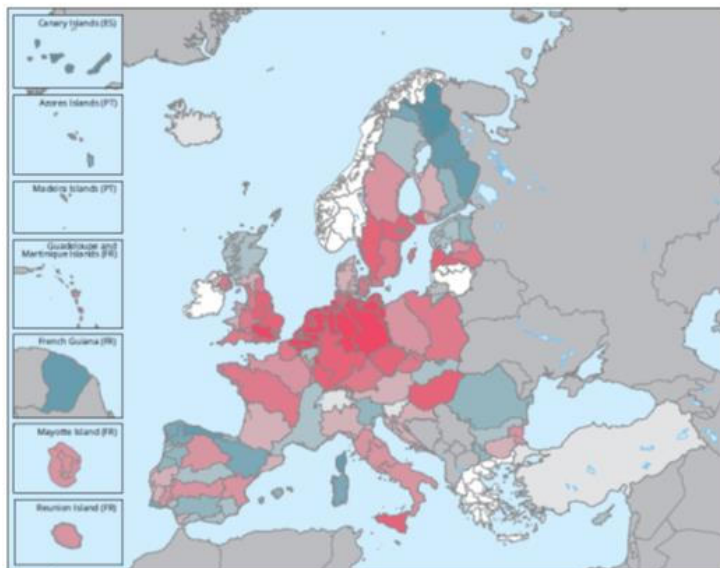 Canary Islands (ES)
Azores Islands (PT)
Madeira Islands (PT)
Guadeloupe and
Martinique Islands (FR)
French Guiana (FR)
Mayotte Island (FR)
Reunion Island (FR)